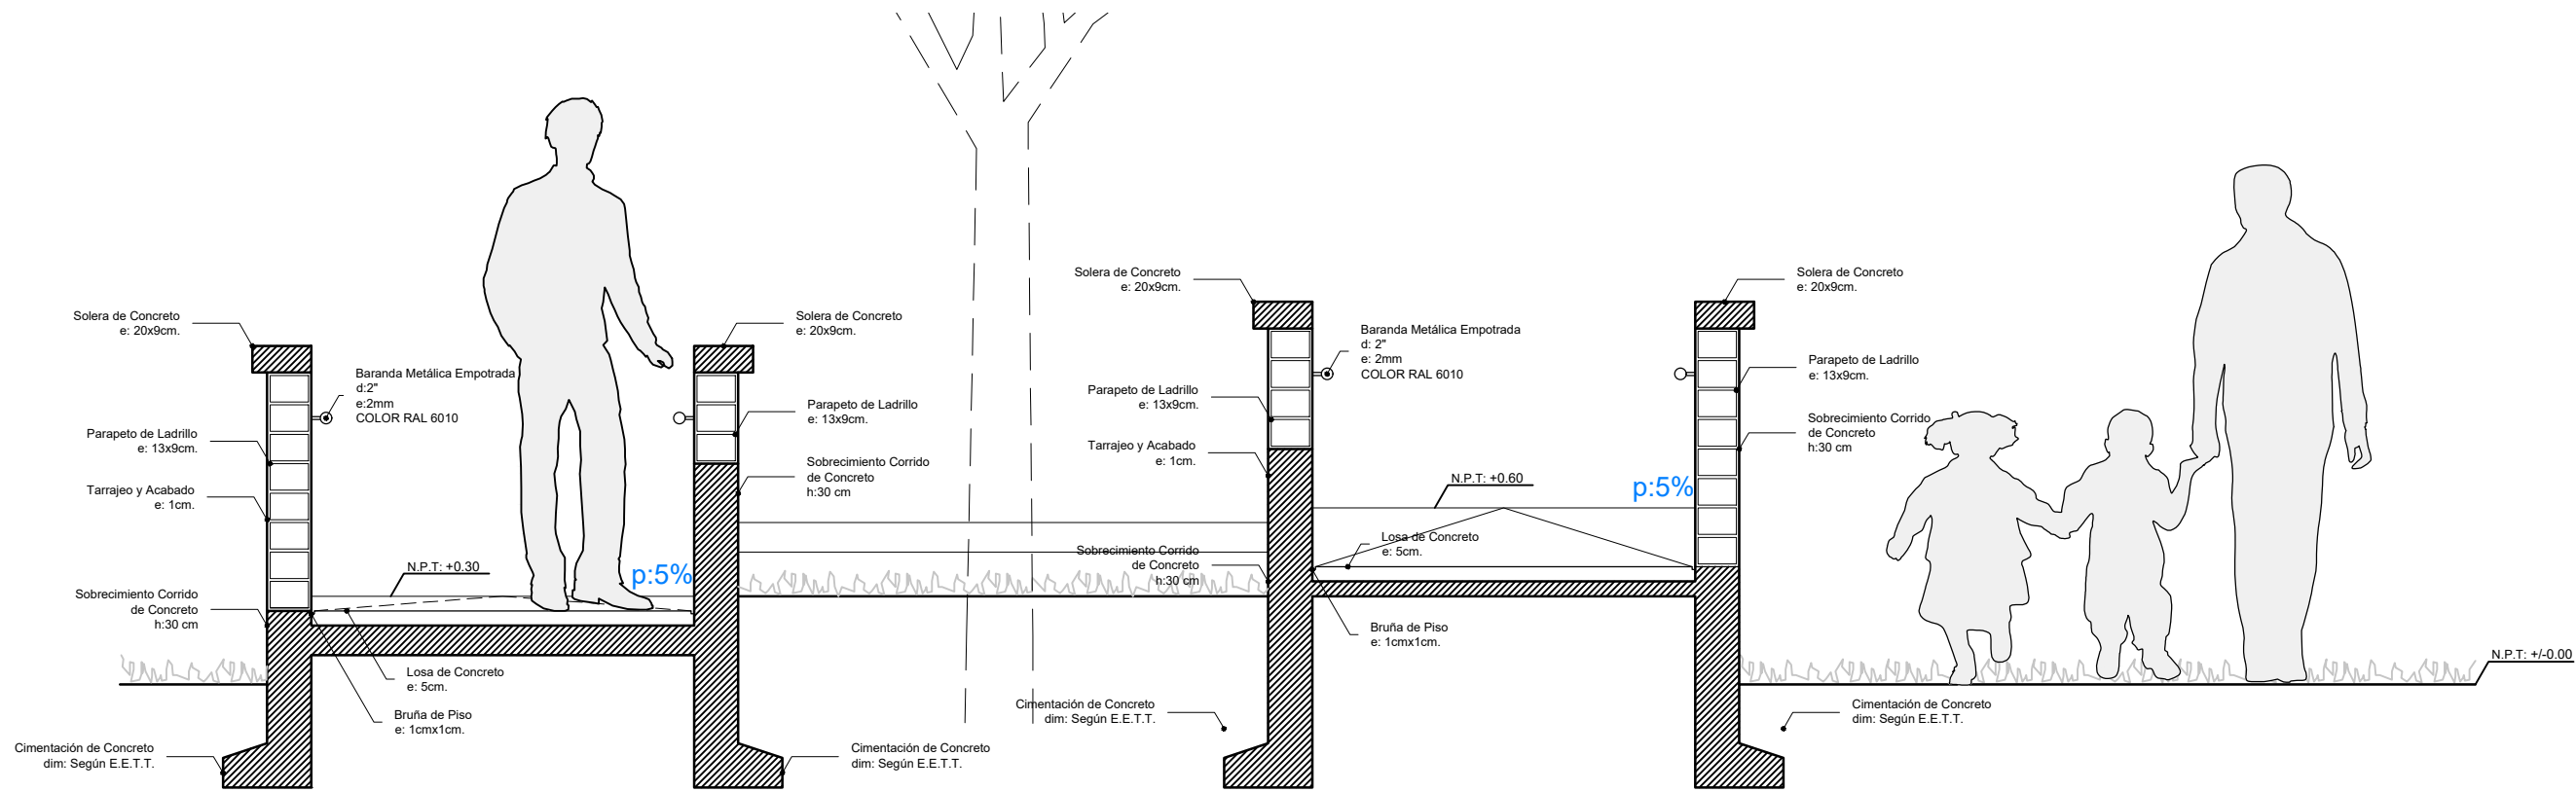 Solera de Concreto
e: 20x9cm.
Baranda Metálica Empotrada
d:2"
e:2mm
COLOR RAL 6010
Parapeto de Ladrillo
e: 13x9cm.
Tarrajeo y Acabado
e: 1cm.
N.P.T: +0.30
p:5%
Sobrecimiento Corrido
de Concreto
h:30 cm
Losa de Concreto
e: 5cm.
Bruña de Piso
e: 1cmx1cm.
Cimentación de Concreto
dim: Según E.E.T.T.
Solera de Concreto
e: 20x9cm.
Parapeto de Ladrillo
e: 13x9cm.
Sobrecimiento Corrido
de Concreto
h:30 cm
Cimentación de Concreto
dim: Según E.E.T.T.
Solera de Concreto
e: 20x9cm.
Baranda Metálica Empotrada
d: 2"
e: 2mm
COLOR RAL 6010
Parapeto de Ladrillo
e: 13x9cm.
Tarrajeo y Acabado
e: 1cm.
N.P.T: +0.60
p:5%
Sobrecimiento Corrido
de Concreto
h:30 cm
Losa de Concreto
e: 5cm.
Bruña de Piso
e: 1cmx1cm.
Cimentación de Concreto
dim: Según E.E.T.T.
Solera de Concreto
e: 20x9cm.
Parapeto de Ladrillo
e: 13x9cm.
Sobrecimiento Corrido
de Concreto
h:30 cm
N.P.T: +/-0.00
Cimentación de Concreto
dim: Según E.E.T.T.